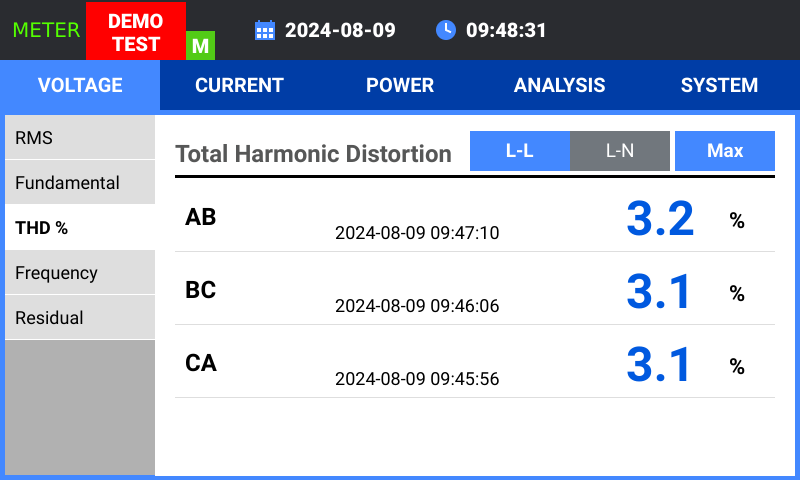 METER
DEMO
TEST
M
2024-08-09
09:48:31
VOLTAGE CURRENT POWER ANALYSIS SYSTEM
RMS
Fundamental
THD %
Frequency
Residual
Total Harmonic Distortion
L-L L-N Max
AB 2024-08-09 09:47:10 3.2 %
BC 2024-08-09 09:46:06 3.1 %
CA 2024-08-09 09:45:56 3.1 %